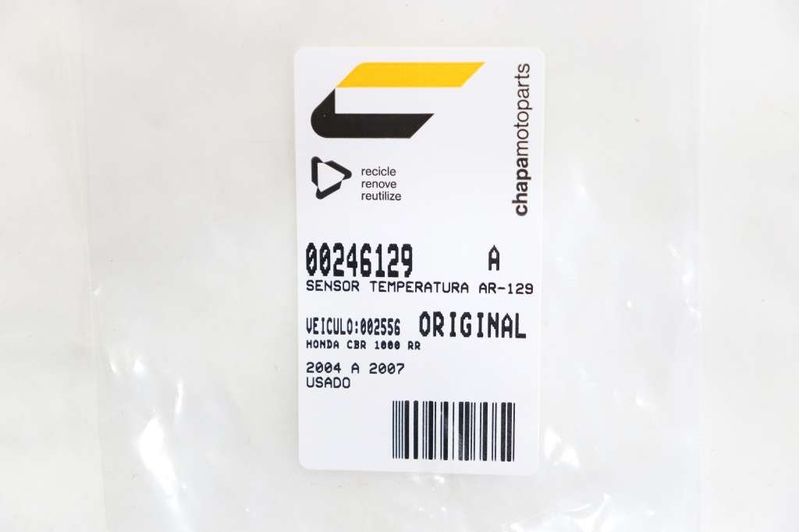 chapamotoparts
recicle
renove
reutilize
00246129 A
SENSOR TEMPERATURA AR-129
VEICULO:002556 ORIGINAL
HONDA CBR 1000 RR
2004 A 2007
USADO